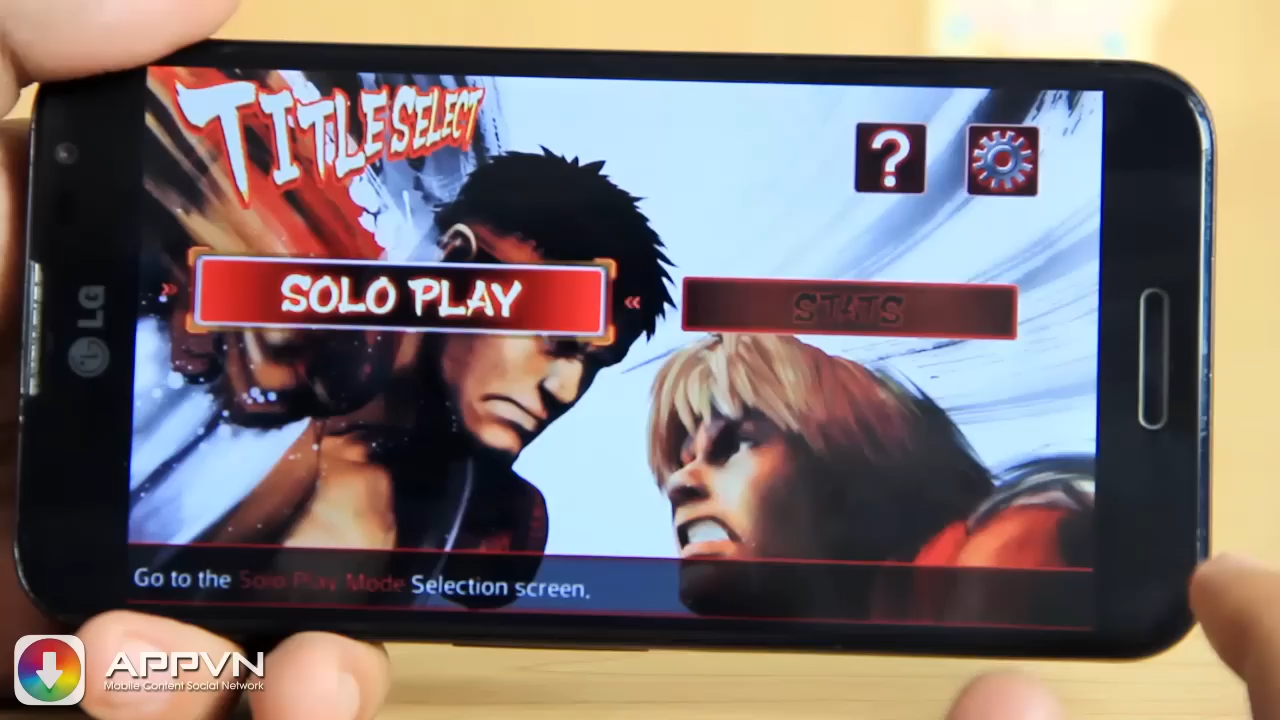 TITLE SELECT
?
SOLO PLAY
STATS
LG
Go to the Solo Play Mode Selection screen.
APPVN
Mobile Content Social Network